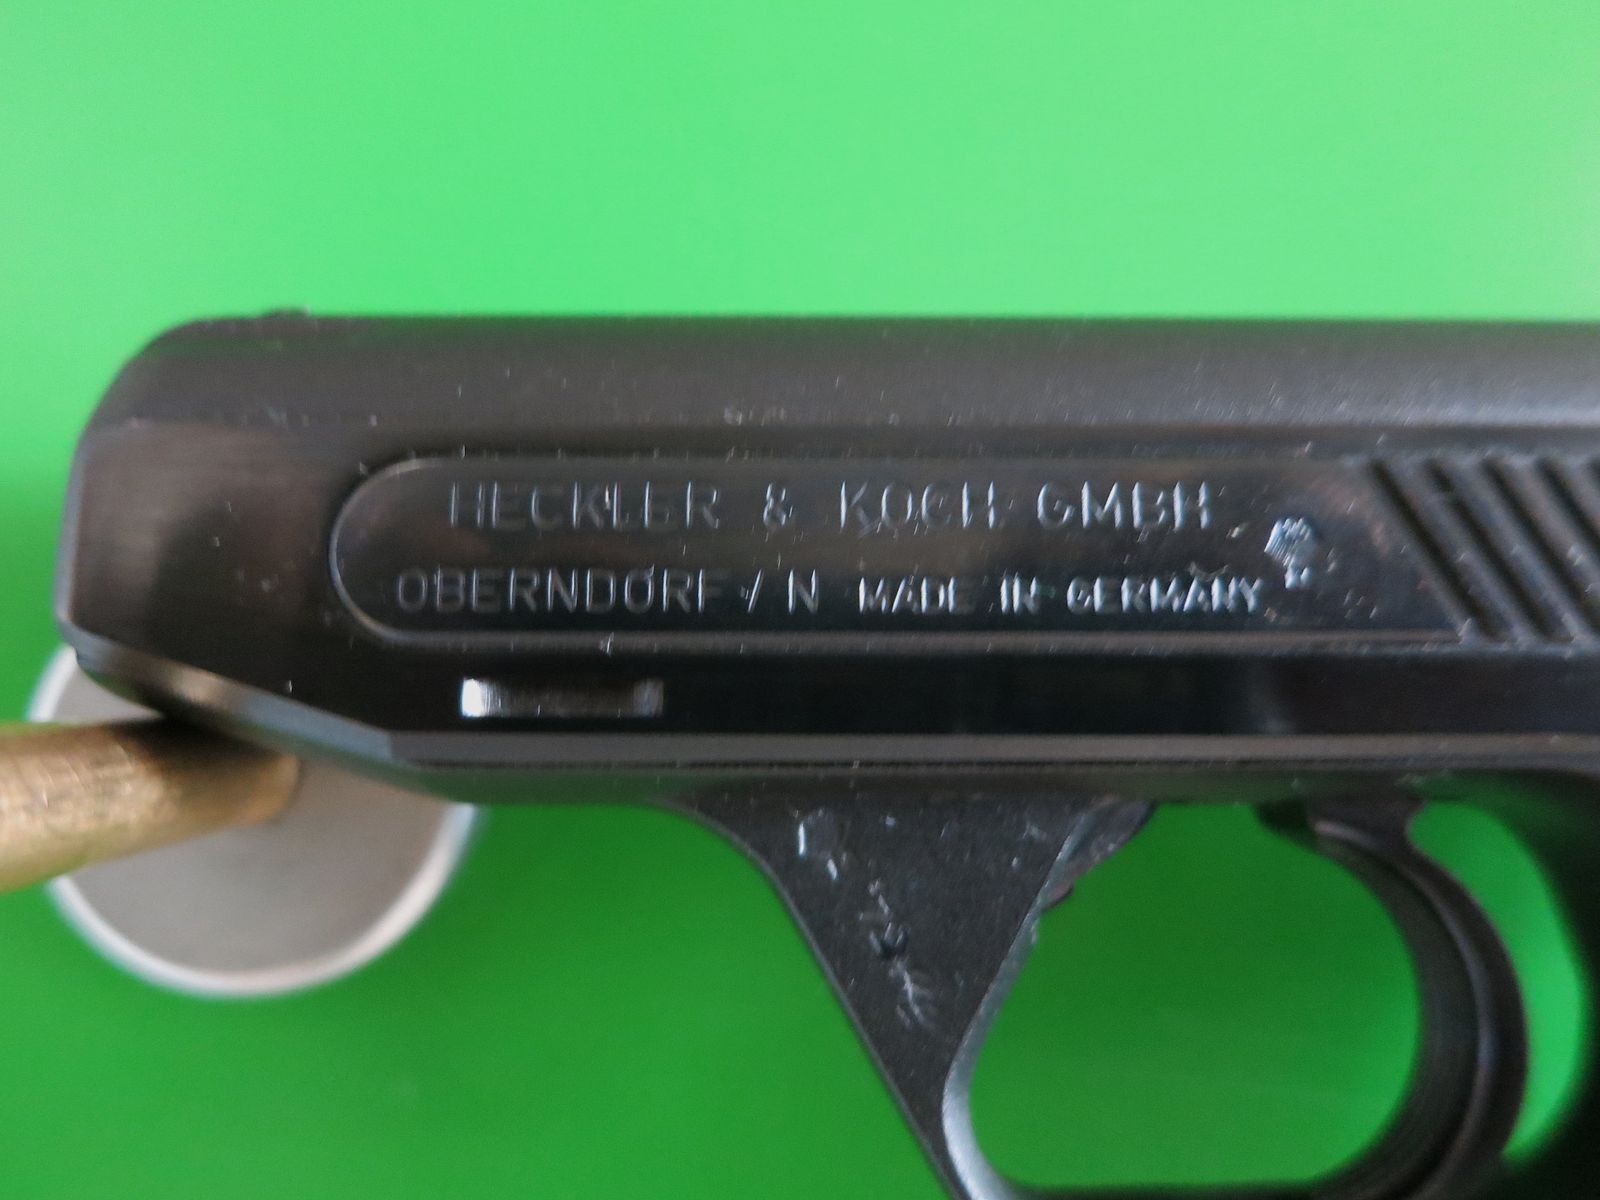 HECKLER & KOCH GMBH
OBERNDORF / N MADE IN GERMANY